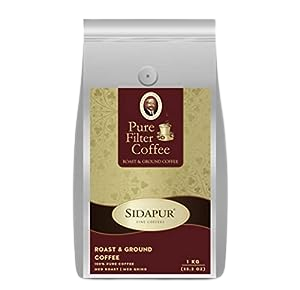 Pure
Filter
Coffee
ROAST & GROUND COFFEE
SIDAPUR
FINE COFFEES
ROAST & GROUND
COFFEE
100% PURE COFFEE
MED ROAST | MED GRIND
1 KG
(35.2 OZ)